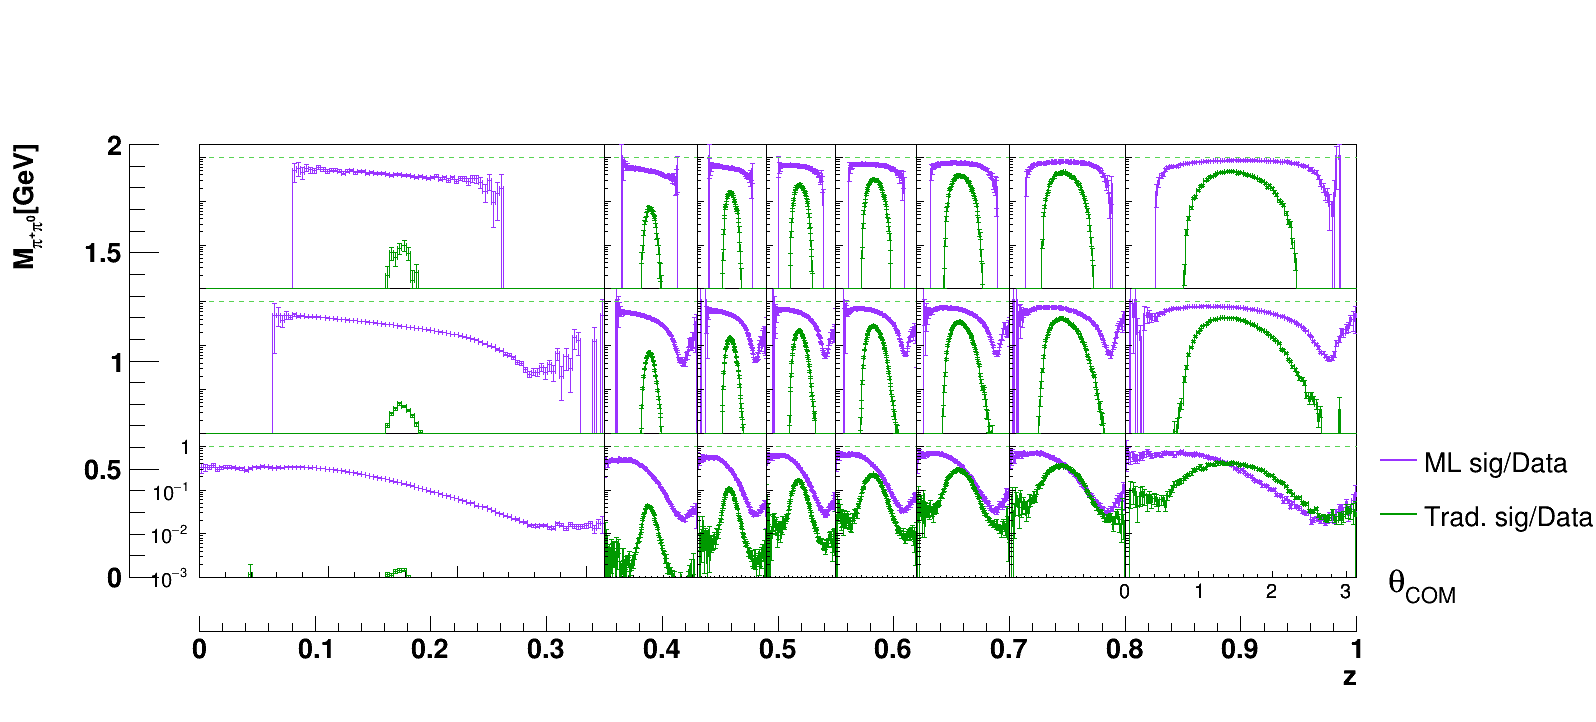 M π⁺π⁰ [GeV]
2
1.5
1
0.5
0
1
10⁻¹
10⁻²
10⁻³
ML sig/Data
Trad. sig/Data
0 1 2 3
θ_COM
0 0.1 0.2 0.3 0.4 0.5 0.6 0.7 0.8 0.9 1
z